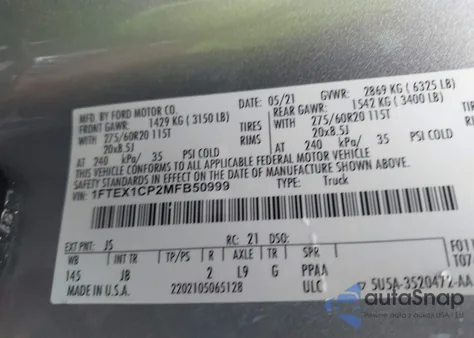 MFD. BY FORD MOTOR CO.
DATE: 05/21 GVWR: 2869 KG ( 6325 LB)
FRONT GAWR: 1429 KG ( 3150 LB) REAR GAWR: 1542 KG ( 3400 LB)
WITH 275/60R20 115T TIRES WITH 275/60R20 115T
20x8.5J RIMS 20x8.5J
AT 240 kPa/ 35 PSI COLD AT 240 kPa/ 35 PSI COLD
THIS VEHICLE CONFORMS TO ALL APPLICABLE FEDERAL MOTOR VEHICLE
SAFETY STANDARDS IN EFFECT ON THE DATE OF MANUFACTURE SHOWN ABOVE.
VIN: 1FTEX1CP2MFB50999
TYPE: Truck
EXT PNT: JS RC: 21 DSO: F011
WB INT TR TP/PS R AXLE TR SPR T07
145 JB 2 L9 G PPAA
MADE IN U.S.A. 2202105065128 ULC 5U5A-3520472-AA
autoSnap